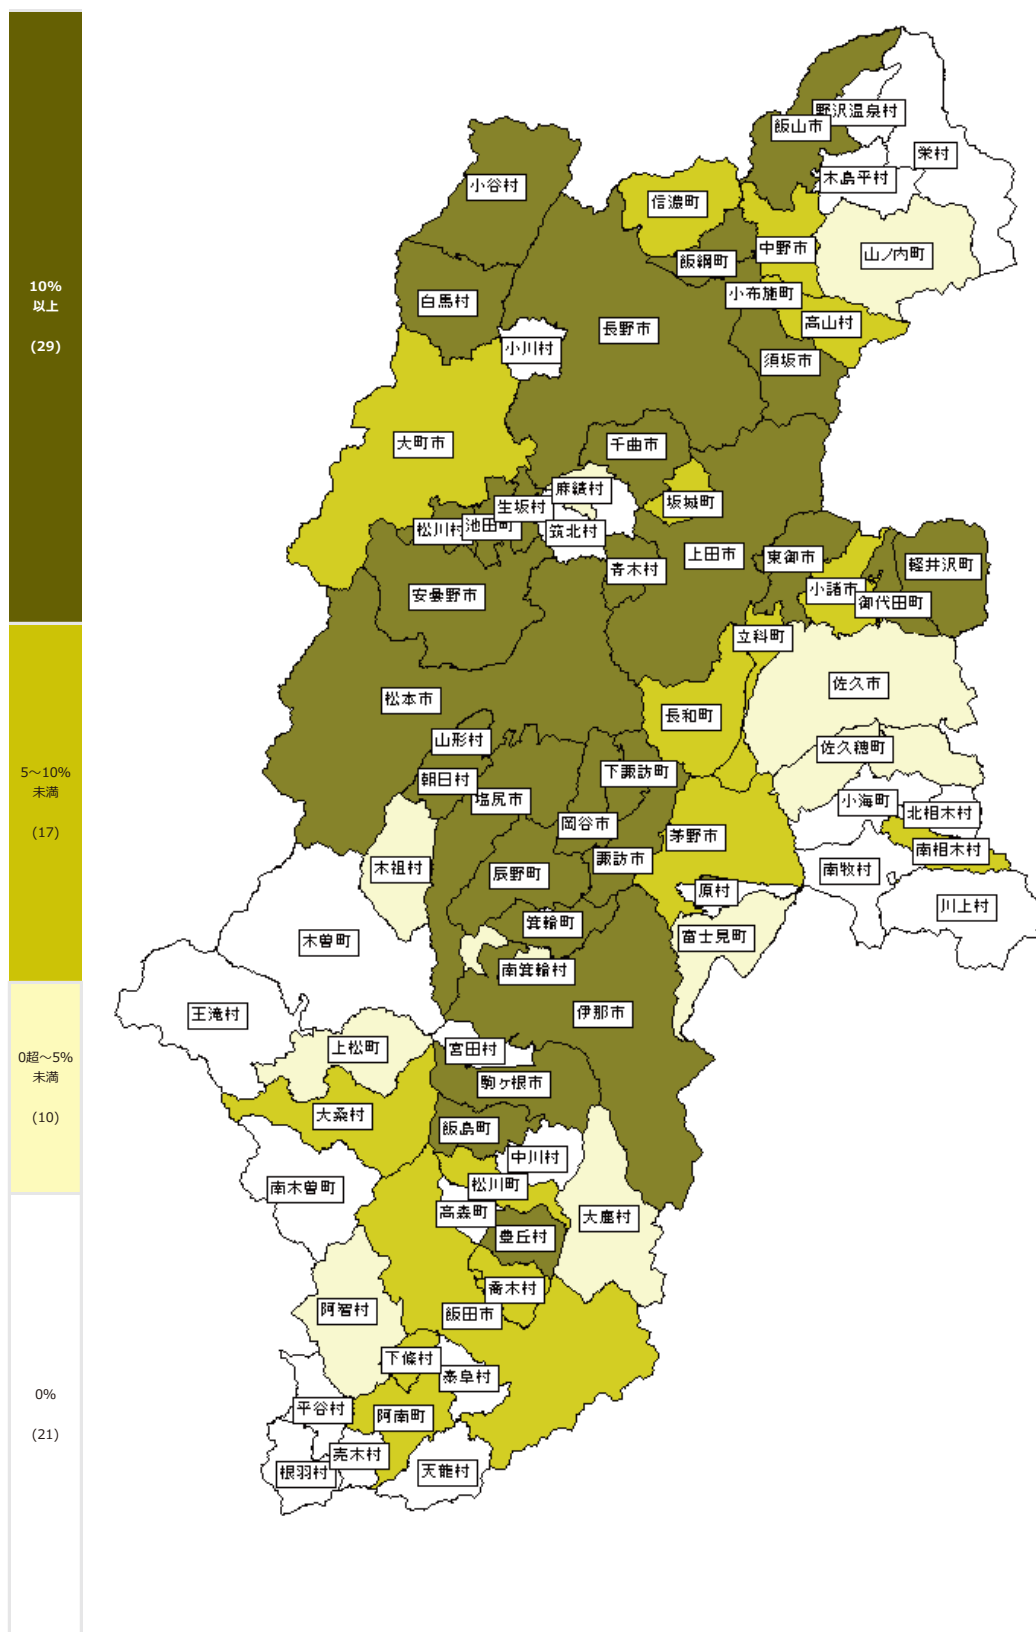 10%
以上
(29)
5～10%
未満
(17)
0超～5%
未満
(10)
0%
(21)
野沢温泉村
飯山市
栄村
木島平村
小谷村
信濃町
中野市
山ノ内町
飯綱町
小布施町
白馬村
高山村
長野市
小川村
須坂市
大町市
千曲市
麻績村
坂城町
生坂村
池田町
松川村
筑北村
上田市
東御市
軽井沢町
青木村
小諸市
御代田町
安曇野市
立科町
佐久市
松本市
長和町
山形村
佐久穂町
下諏訪町
朝日村
塩尻市
小海町
北相木村
岡谷市
茅野市
南相木村
諏訪市
木祖村
辰野町
南牧村
原村
川上村
箕輪町
富士見町
木曽町
南箕輪村
王滝村
伊那市
上松町
宮田村
駒ヶ根市
大桑村
飯島町
中川村
南木曽町
松川町
高森町
大鹿村
豊丘村
喬木村
阿智村
飯田市
下條村
泰阜村
平谷村
阿南町
売木村
根羽村
天龍村